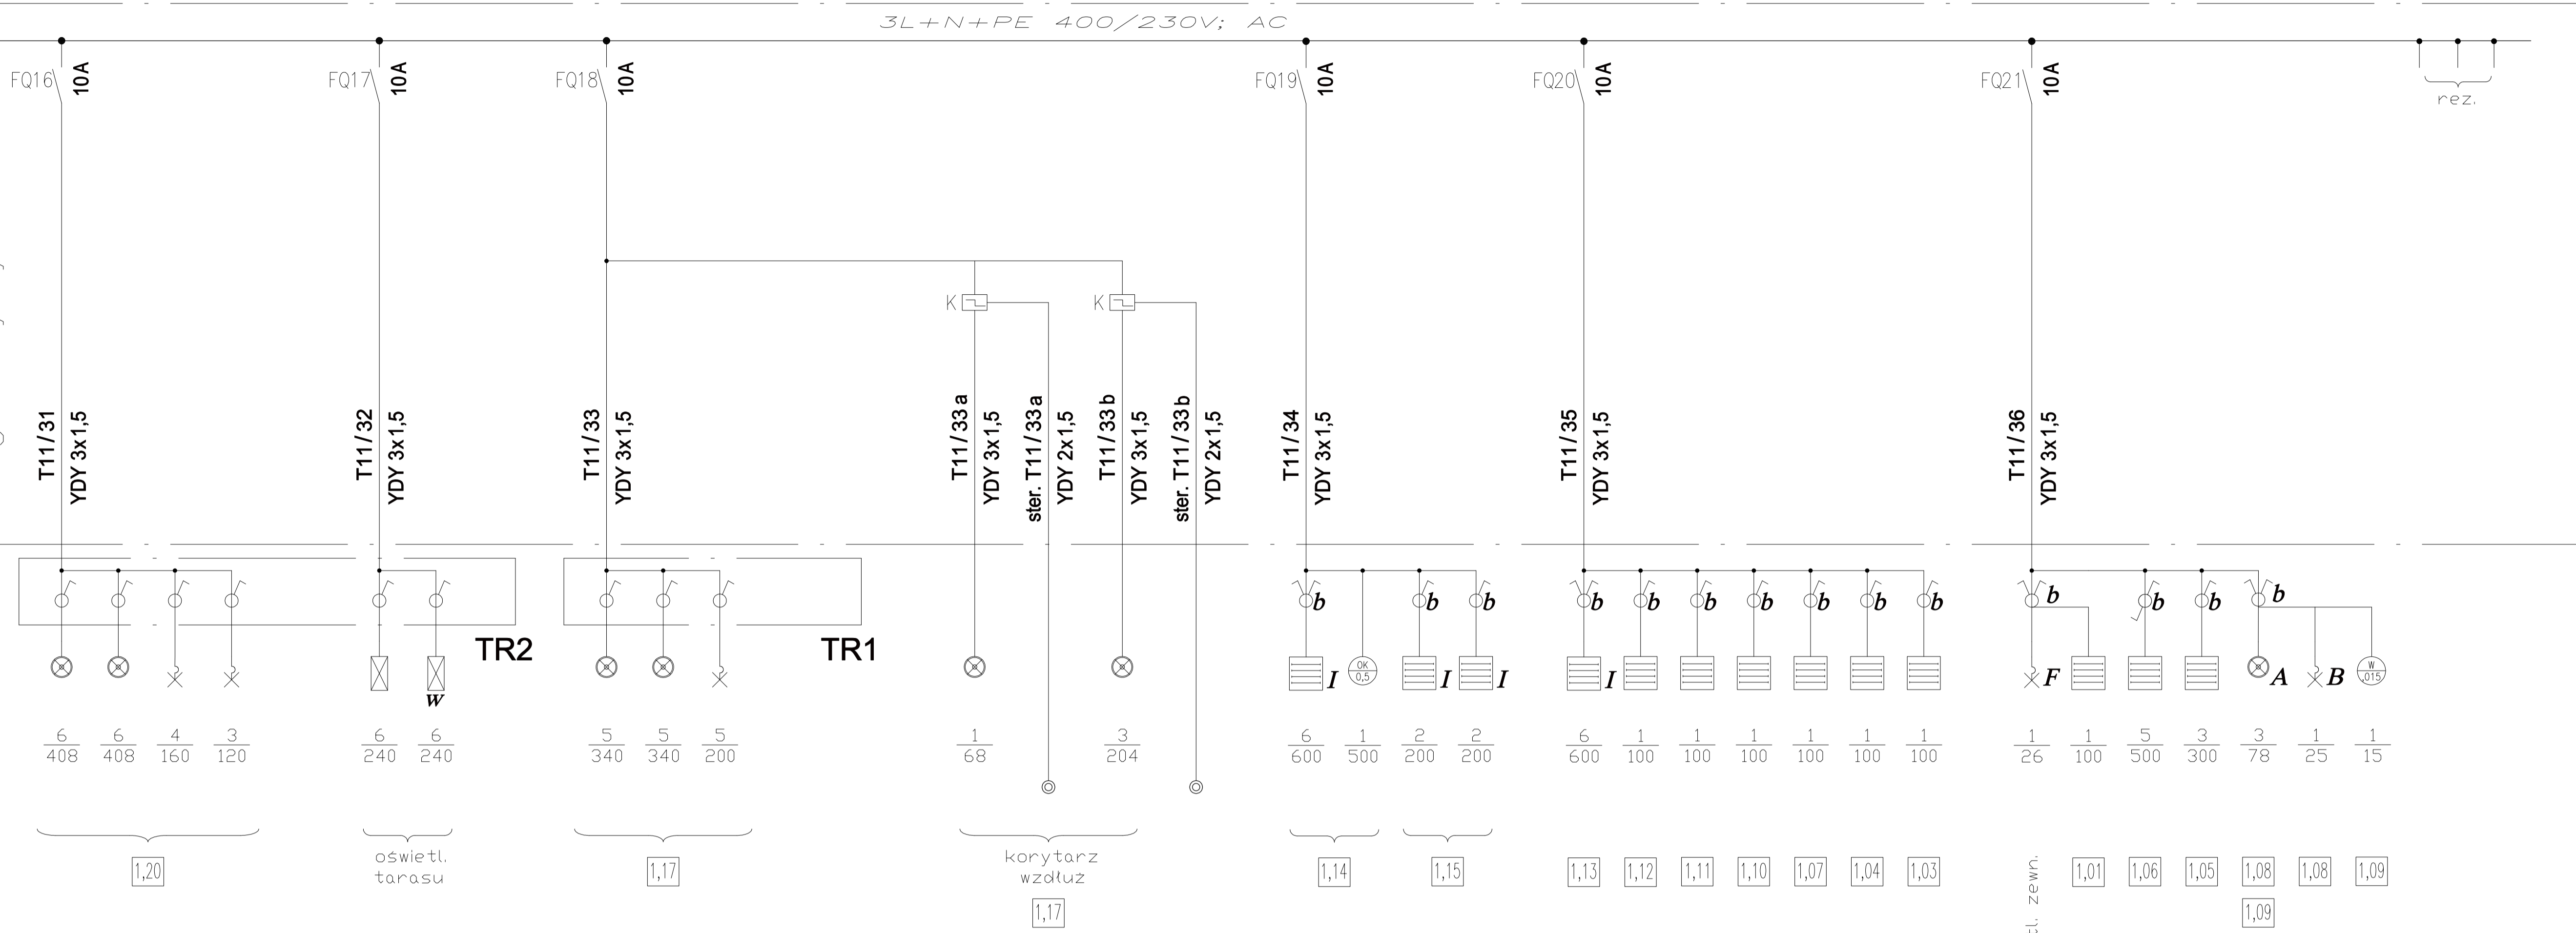 3L+N+PE 400/230V; AC
FQ16 10A
FQ17 10A
FQ18 10A
FQ19 10A
FQ20 10A
FQ21 10A
rez.
K
K
T11/31
YDY 3x1,5
T11/32
YDY 3x1,5
T11/33
YDY 3x1,5
T11/33a
YDY 3x1,5
ster. T11/33a
YDY 2x1,5
T11/33b
YDY 3x1,5
ster. T11/33b
YDY 2x1,5
T11/34
YDY 3x1,5
T11/35
YDY 3x1,5
T11/36
YDY 3x1,5
b b b b b b b b b b b b b b
TR2
TR1
w
I
OK
0,5
I
I
I
F
A
B
W
,015
6 6 4 3 6 6 5 5 5 1 3 6 1 2 2 6 1 1 1 1 1 1 1 1 5 3 3 1 1
408 408 160 120 240 240 340 340 200 68 204 600 500 200 200 600 100 100 100 100 100 100 26 100 500 300 78 25 15
1,20
oświetl.
tarasu
1,17
korytarz
wzdłuż
1,17
1,14
1,15
1,13
1,12
1,11
1,10
1,07
1,04
1,03
zewn.
1,01
1,06
1,05
1,08
1,09
1,08
1,09